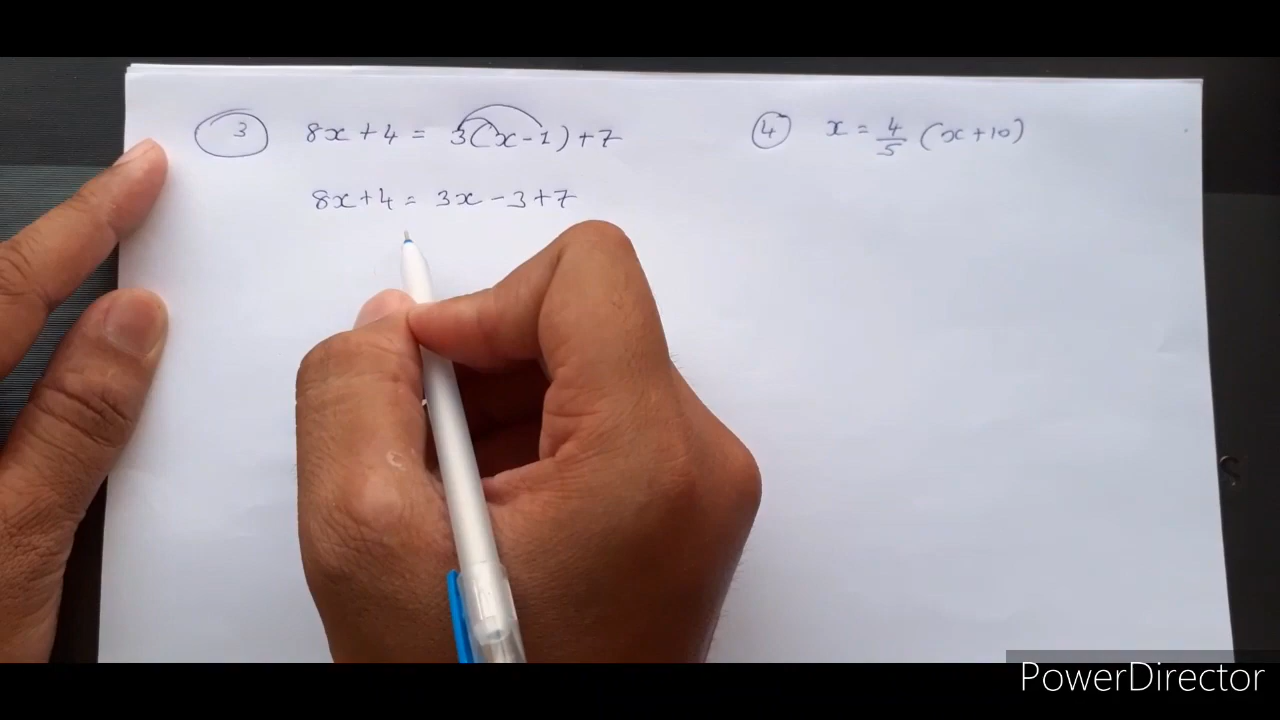 3 8x + 4 = 3(x - 1) + 7
8x + 4 = 3x - 3 + 7
4 x = 4/5 (x + 10)
PowerDirector